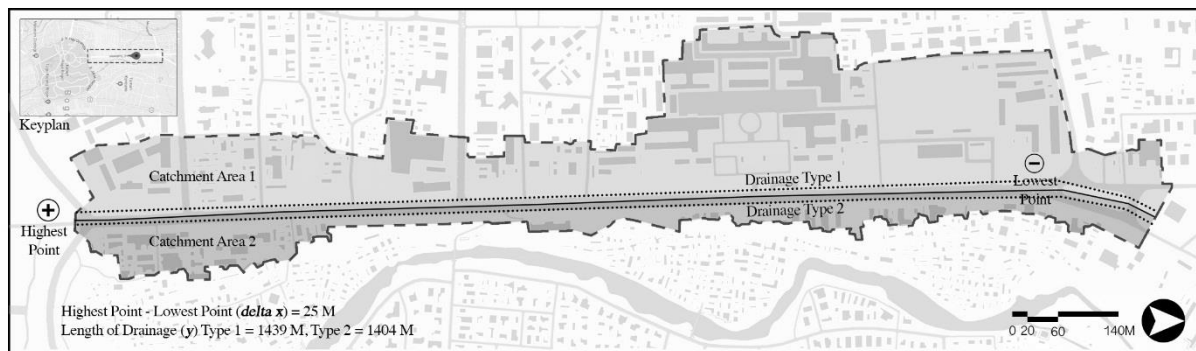 Keyplan
Catchment Area 1
Drainage Type 1
−
Lowest
Point
+
Highest
Point
Drainage Type 2
Catchment Area 2
Highest Point - Lowest Point (delta x) = 25 M
Length of Drainage (y) Type 1 = 1439 M, Type 2 = 1404 M
0 20 60 140M